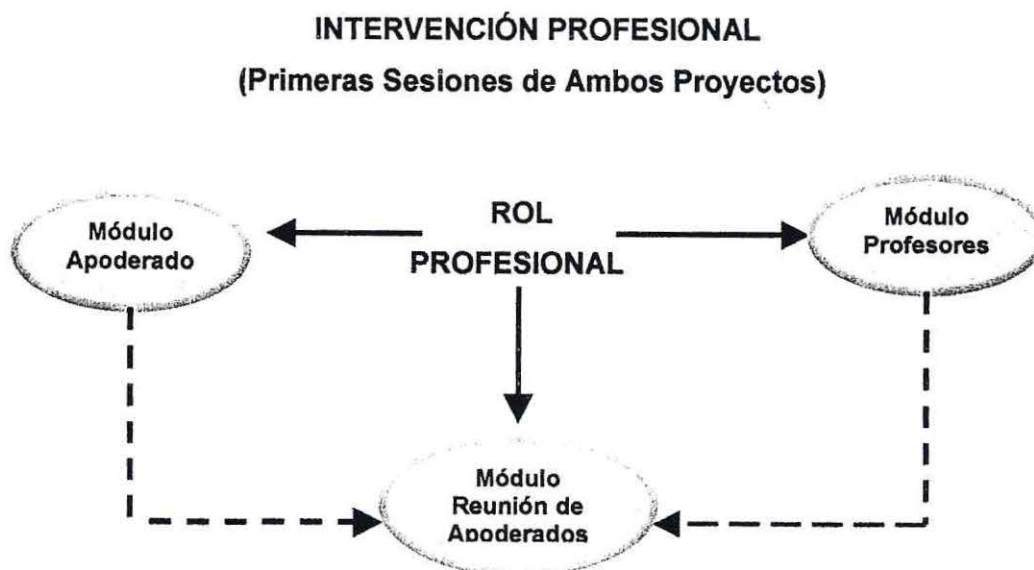 INTERVENCIÓN PROFESIONAL
(Primeras Sesiones de Ambos Proyectos)
Módulo
Apoderado
ROL
PROFESIONAL
Módulo
Profesores
Módulo
Reunión de
Apoderados